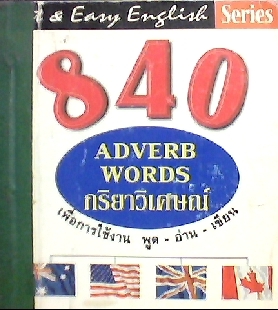 t & Easy English Series
840
ADVERB
WORDS
กริยาวิเศษณ์
เพื่อการใช้งาน พูด - อ่าน - เขียน